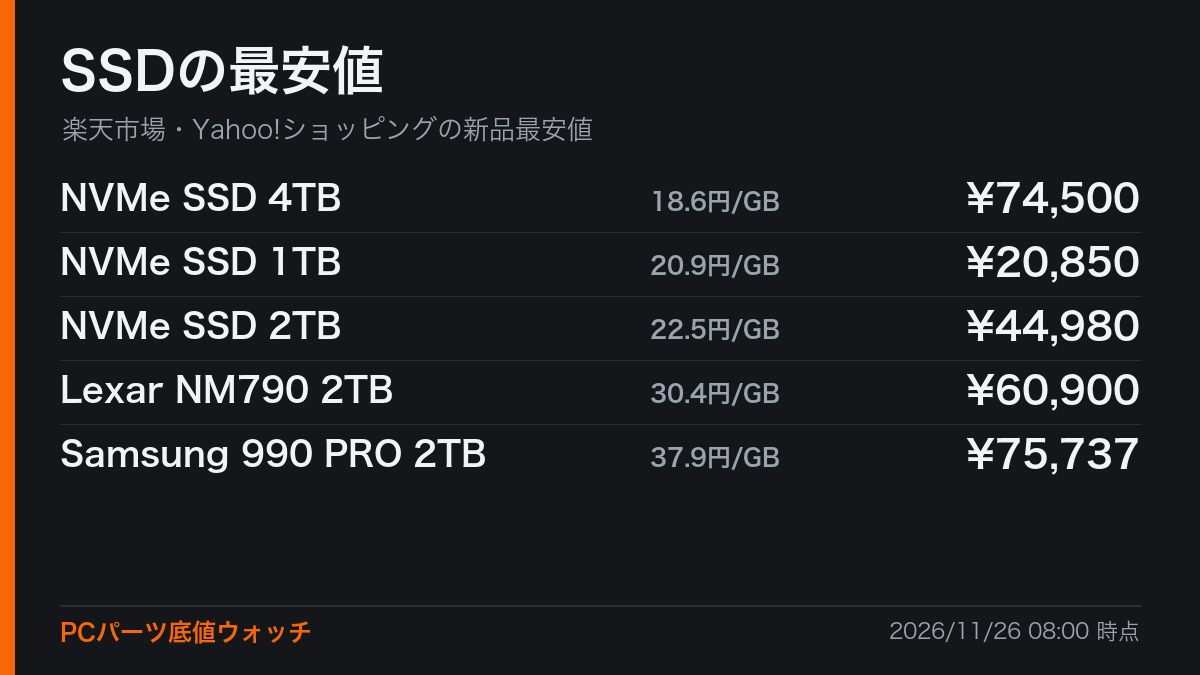 SSDの最安値
楽天市場・Yahoo!ショッピングの新品最安値
NVMe SSD 4TB 18.6円/GB ¥74,500
NVMe SSD 1TB 20.9円/GB ¥20,850
NVMe SSD 2TB 22.5円/GB ¥44,980
Lexar NM790 2TB 30.4円/GB ¥60,900
Samsung 990 PRO 2TB 37.9円/GB ¥75,737
PCパーツ底値ウォッチ 2026/11/26 08:00 時点